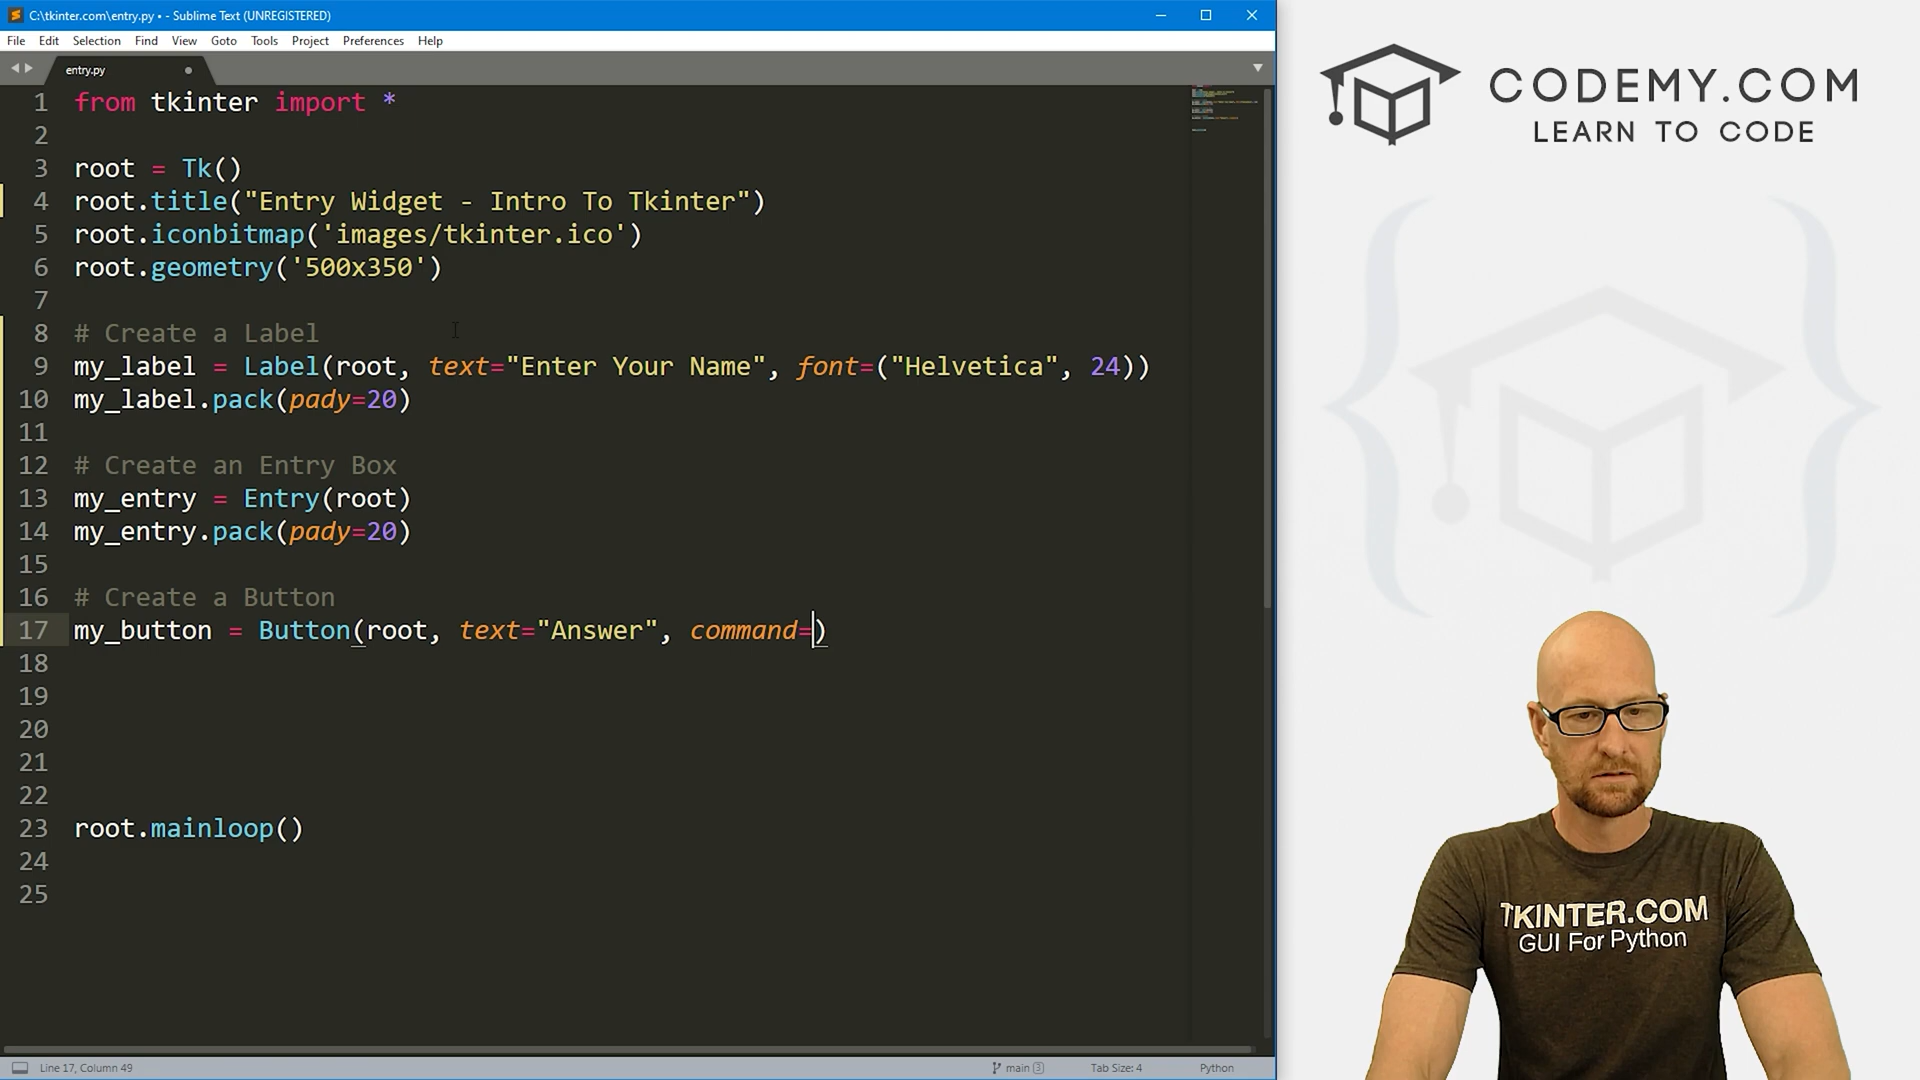 C:\tkinter.com\entry.py • - Sublime Text (UNREGISTERED)
File Edit Selection Find View Goto Tools Project Preferences Help
entry.py
1 from tkinter import *
2
3 root = Tk()
4 root.title("Entry Widget - Intro To Tkinter")
5 root.iconbitmap('images/tkinter.ico')
6 root.geometry('500x350')
7
8 # Create a Label
9 my_label = Label(root, text="Enter Your Name", font=("Helvetica", 24))
10 my_label.pack(pady=20)
11
12 # Create an Entry Box
13 my_entry = Entry(root)
14 my_entry.pack(pady=20)
15
16 # Create a Button
17 my_button = Button(root, text="Answer", command=)
18
19
20
21
22
23 root.mainloop()
24
25
Line 17, Column 49
main 3
Tab Size: 4
Python
CODEMY.COM
LEARN TO CODE
TKINTER.COM
GUI For Python